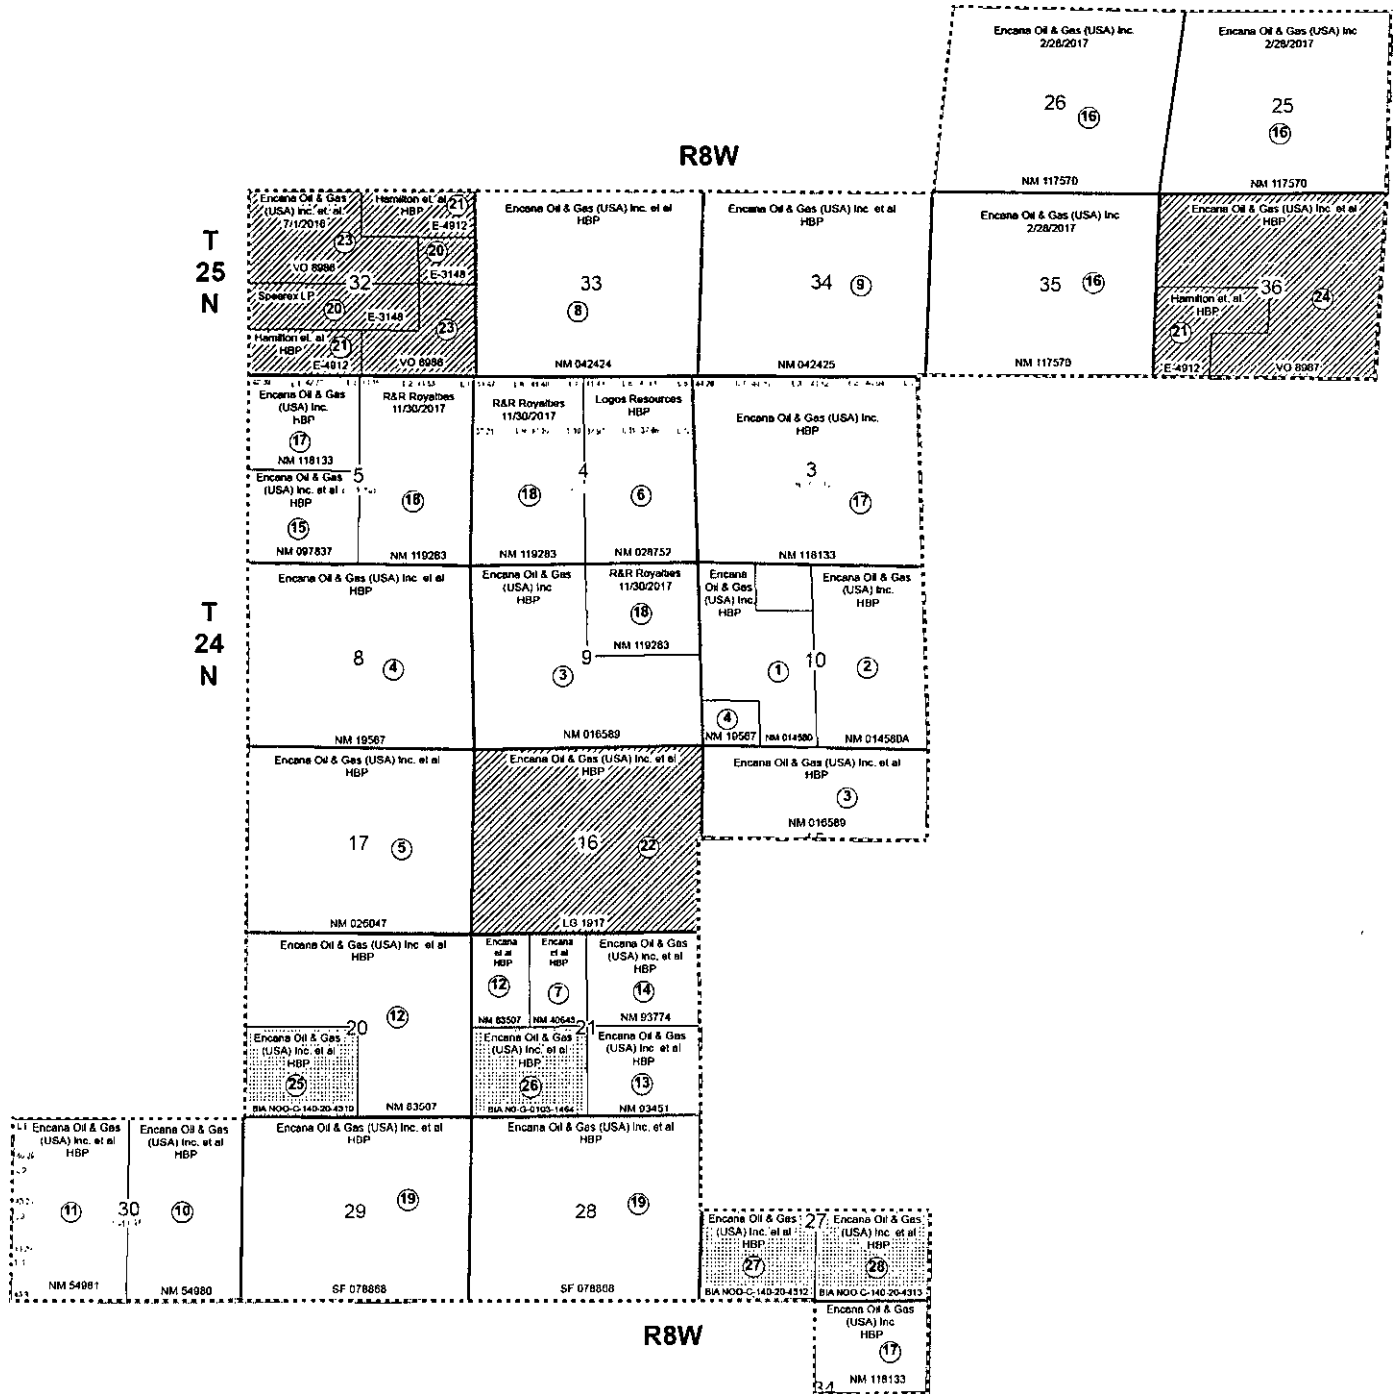 Encana Oil & Gas (USA) Inc.
2/28/2017
26
16
NM 117570
Encana Oil & Gas (USA) Inc
2/28/2017
25
16
NM 117570
R8W
T
25
N
Encana Oil & Gas
(USA) Inc. et. al.
7/1/2016
23
VO 8986
Hamilton et. al
HBP
21
E-4912
20
E-3148
32
Spearex LP
20
E-3148
23
VO 8986
Hamilton et. al
HBP
21
E-4912
Encana Oil & Gas (USA) Inc. et al
HBP
33
8
NM 042424
Encana Oil & Gas (USA) Inc. et al
HBP
34
9
NM 042425
Encana Oil & Gas (USA) Inc
2/28/2017
35
16
NM 117570
Encana Oil & Gas (USA) Inc. et al
HBP
36
24
Hamilton et. al.
HBP
21
E-4912
VO 8987
T
24
N
Encana Oil & Gas
(USA) Inc.
HBP
17
NM 118133
5
Encana Oil & Gas
(USA) Inc. et al
HBP
15
NM 097837
R&R Royalties
11/30/2017
18
NM 119283
R&R Royalties
11/30/2017
4
18
NM 119283
Logos Resources
HBP
6
NM 028752
Encana Oil & Gas (USA) Inc.
HBP
3
17
NM 118133
Encana Oil & Gas (USA) Inc. et al
HBP
8
4
NM 19567
Encana Oil & Gas
(USA) Inc
HBP
9
3
NM 016589
R&R Royalties
11/30/2017
18
NM 119283
Encana
Oil & Gas
(USA) Inc.
HBP
1
10
4
NM 19567
NM 014580
Encana Oil & Gas
(USA) Inc.
HBP
2
NM 014580A
Encana Oil & Gas (USA) Inc. et al
HBP
17
5
NM 026047
Encana Oil & Gas (USA) Inc. et al
HBP
16
22
LG 1917
Encana Oil & Gas (USA) Inc. et al
HBP
3
NM 016589
Encana Oil & Gas (USA) Inc. et al
HBP
20
12
NM 83507
Encana Oil & Gas
(USA) Inc. et al
HBP
25
BIA NOO-C-140-20-4310
Encana
et al
HBP
12
NM 83507
Encana
et al
HBP
7
NM 40643
Encana Oil & Gas
(USA) Inc. et al
HBP
14
NM 93774
21
Encana Oil & Gas
(USA) Inc. et al
HBP
26
BIA NO-G-0103-1464
Encana Oil & Gas
(USA) Inc. et al
HBP
13
NM 93451
L1
Encana Oil & Gas
(USA) Inc. et al
HBP
11
30
NM 54981
Encana Oil & Gas
(USA) Inc. et al
HBP
10
NM 54980
Encana Oil & Gas (USA) Inc. et al
HBP
29
19
SF 078868
Encana Oil & Gas (USA) Inc. et al
HBP
28
19
SF 078868
27
Encana Oil & Gas
(USA) Inc. et al
HBP
27
BIA NOO-C-140-20-4312
Encana Oil & Gas
(USA) Inc. et al
HBP
28
BIA NOO-C-140-20-4313
Encana Oil & Gas
(USA) Inc
HBP
17
NM 118133
34
R8W